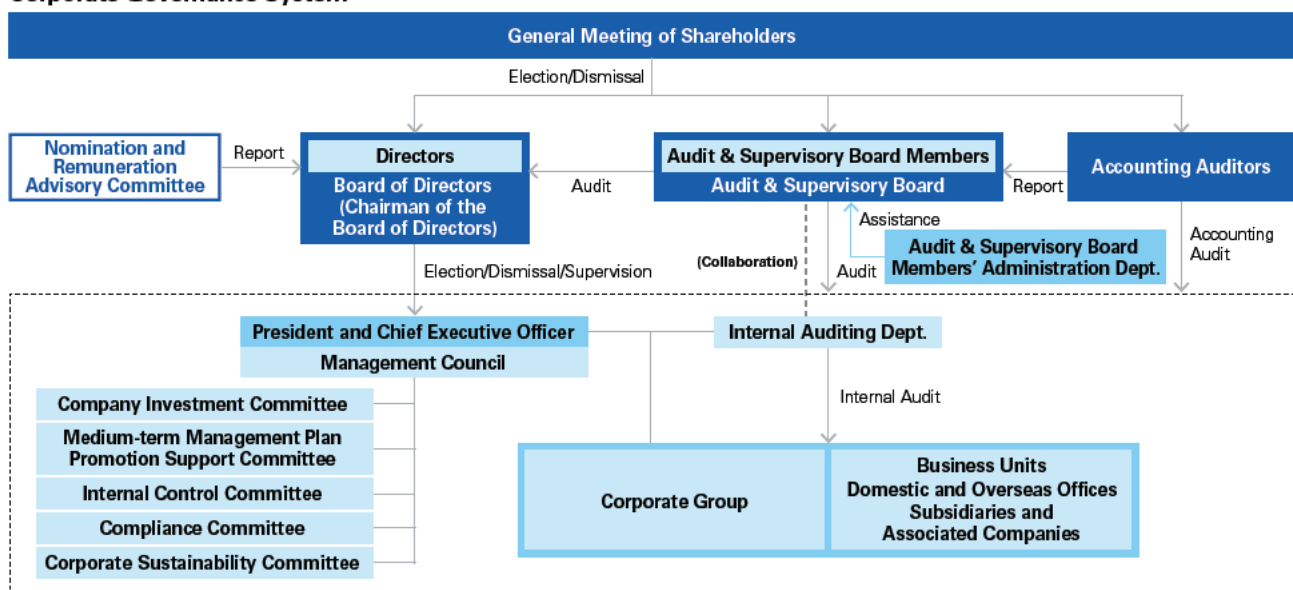 Corporate Governance System
General Meeting of Shareholders
Election/Dismissal
Nomination and
Remuneration
Advisory Committee
Report
Directors
Board of Directors
(Chairman of the
Board of Directors)
Audit
Audit & Supervisory Board Members
Audit & Supervisory Board
Report
Accounting Auditors
Assistance
Audit & Supervisory Board
Members' Administration Dept.
Accounting
Audit
Election/Dismissal/Supervision
(Collaboration)
Audit
President and Chief Executive Officer
Management Council
Internal Auditing Dept.
Company Investment Committee
Medium-term Management Plan
Promotion Support Committee
Internal Control Committee
Compliance Committee
Corporate Sustainability Committee
Internal Audit
Corporate Group
Business Units
Domestic and Overseas Offices
Subsidiaries and
Associated Companies